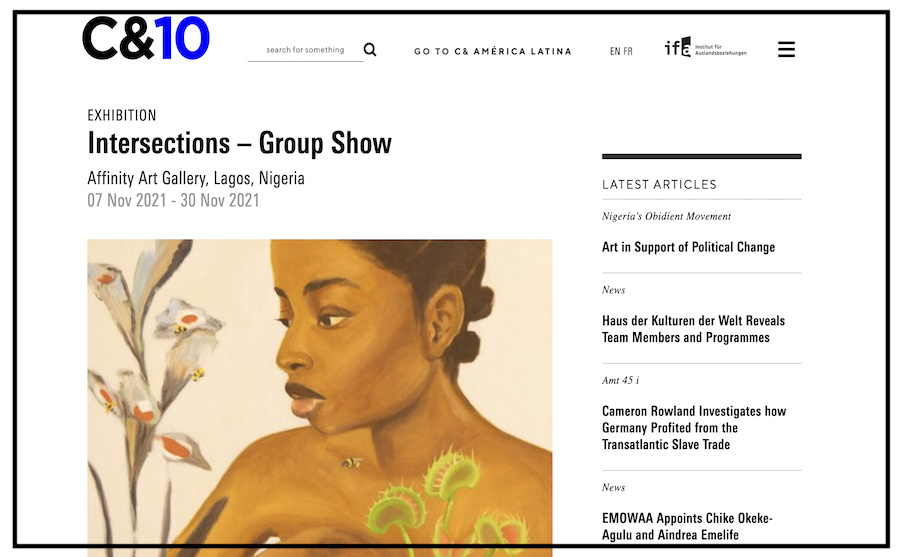 C&10
search for something
GO TO C& AMÉRICA LATINA
EN FR
ifa Institut für
Auslandsbeziehungen
EXHIBITION
Intersections – Group Show
Affinity Art Gallery, Lagos, Nigeria
07 Nov 2021 - 30 Nov 2021
LATEST ARTICLES
Nigeria's Obidient Movement
Art in Support of Political Change
News
Haus der Kulturen der Welt Reveals
Team Members and Programmes
Amt 45 i
Cameron Rowland Investigates how
Germany Profited from the
Transatlantic Slave Trade
News
EMOWAA Appoints Chike Okeke-
Agulu and Aindrea Emelife